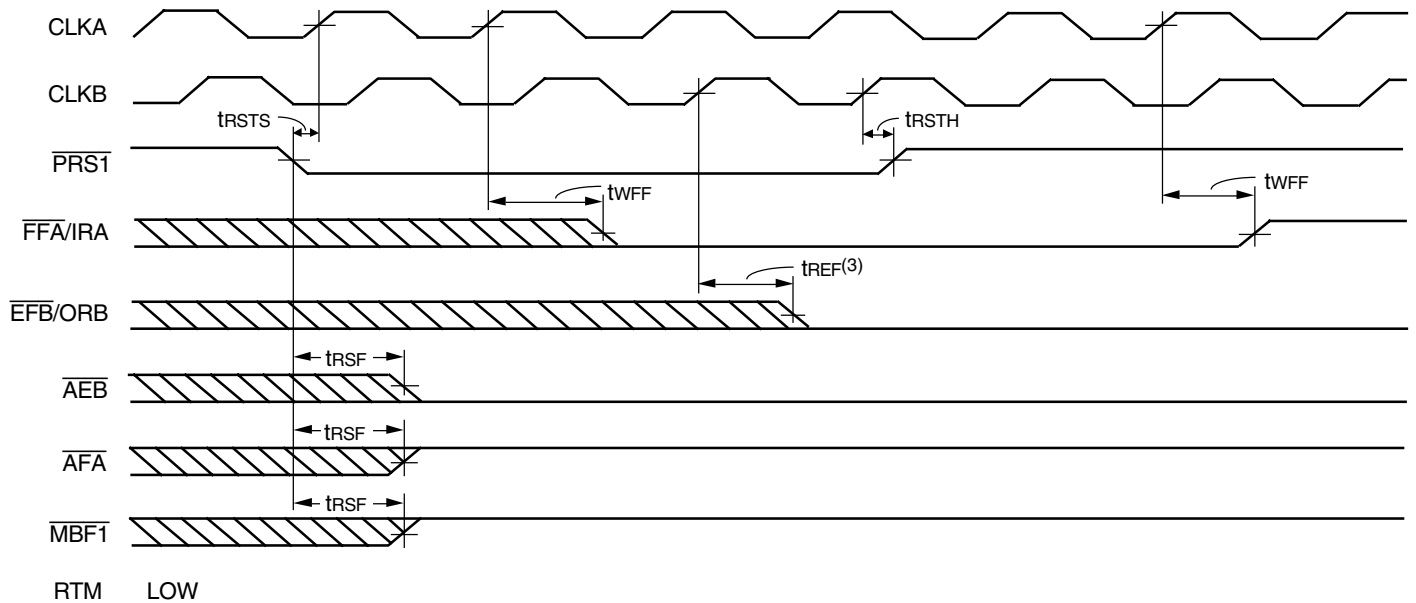 CLKA
CLKB
tRSTS
tRSTH
PRS1
tWFF
tWFF
FFA/IRA
tREF(3)
EFB/ORB
tRSF
AEB
tRSF
AFA
tRSF
MBF1
RTM LOW